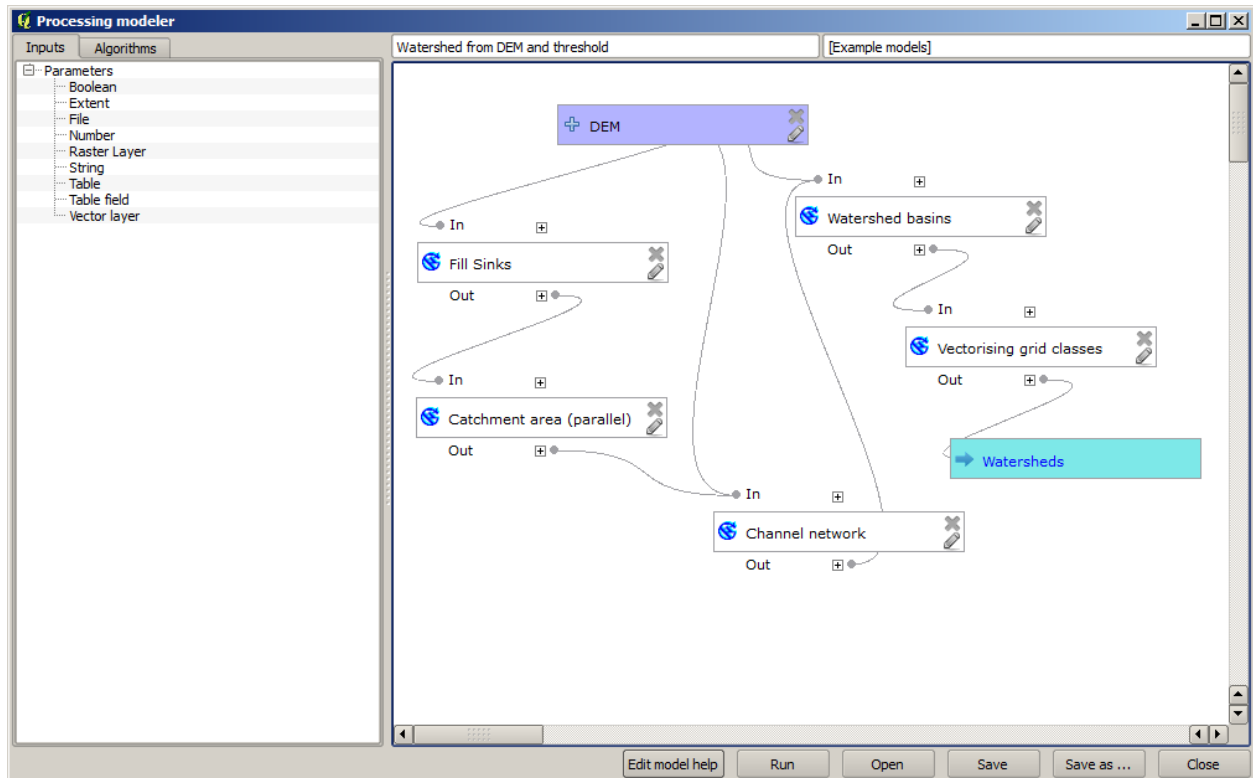 Processing modeler
Inputs Algorithms
Watershed from DEM and threshold [Example models]
Parameters
Boolean
Extent
File
Number
Raster Layer
String
Table
Table field
Vector layer
DEM
In
Watershed basins
Out
In
Fill Sinks
Out
In
Vectorising grid classes
Out
In
Catchment area (parallel)
Out
Watersheds
In
Channel network
Out
Edit model help Run Open Save Save as ... Close